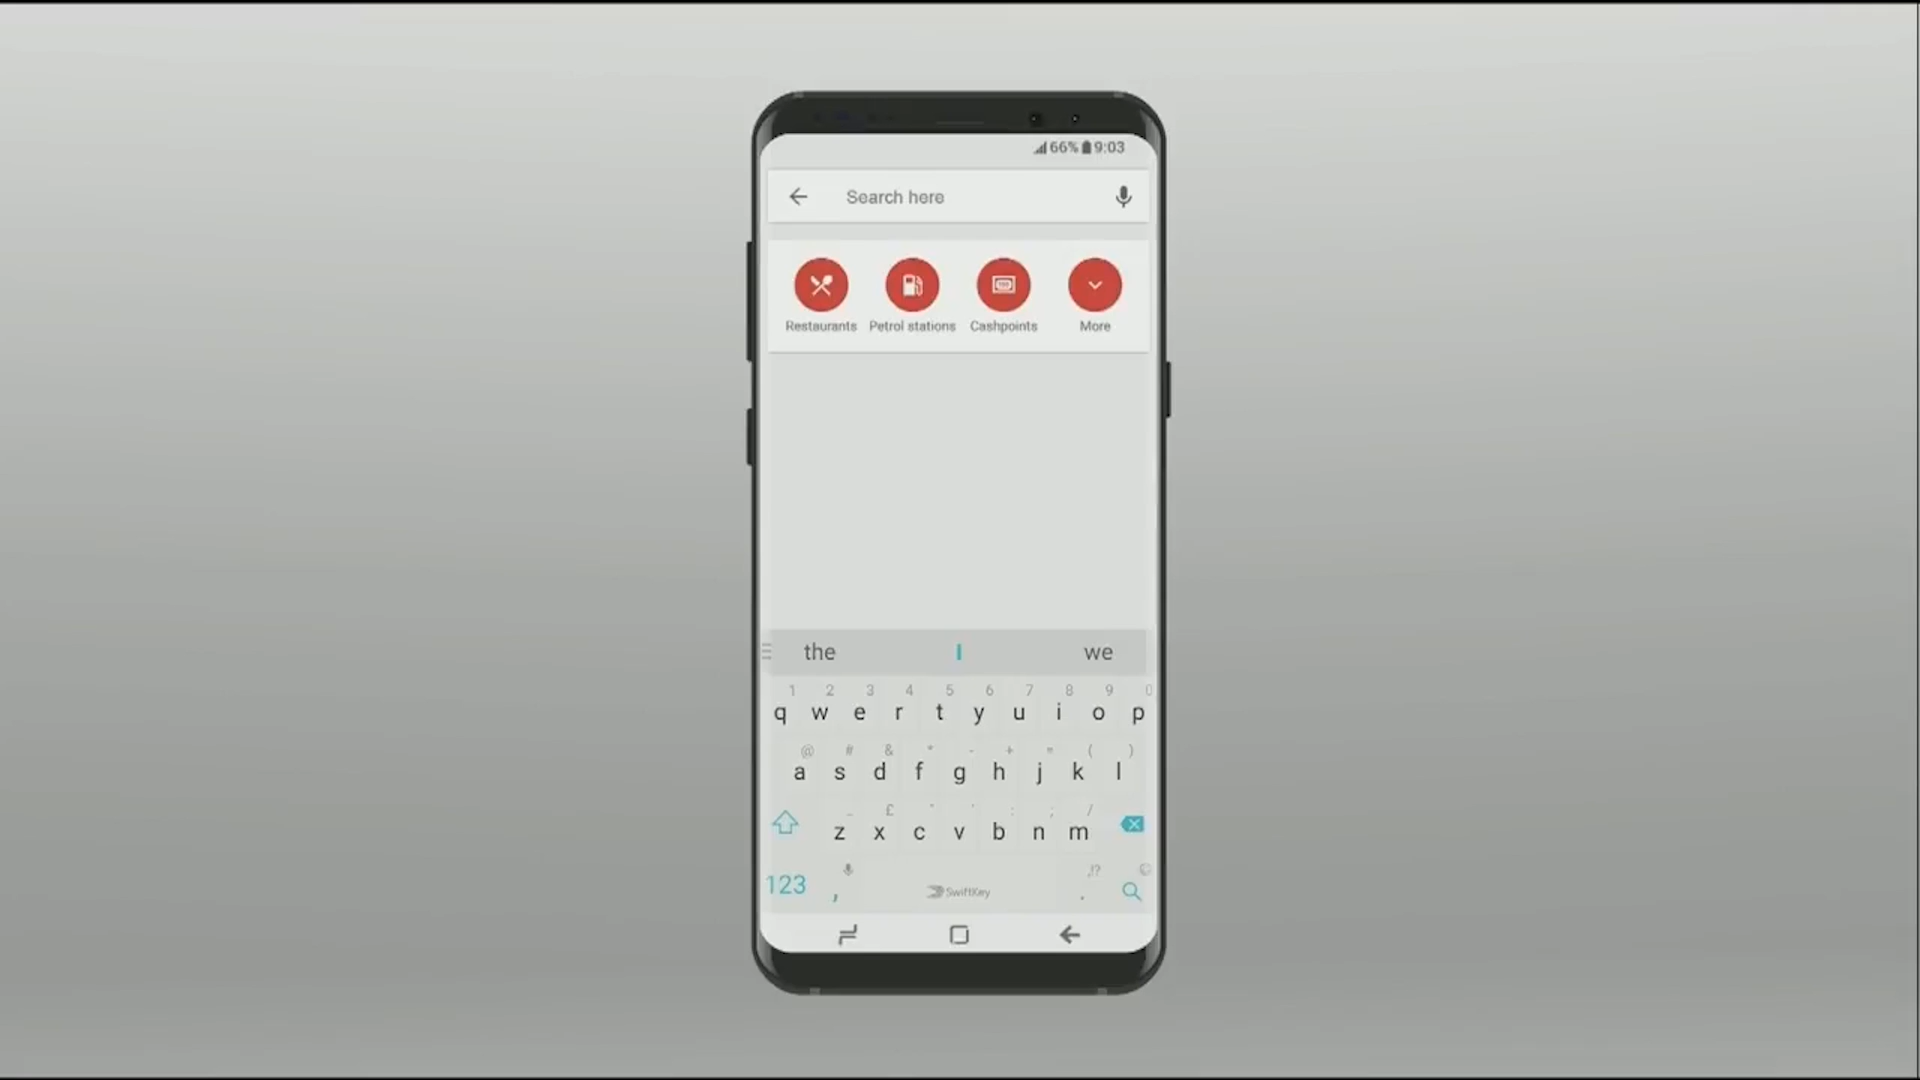 66% 9:03
Search here
Restaurants Petrol stations Cashpoints More
the I we
1 2 3 4 5 6 7 8 9 0
q w e r t y u i o p
@ # & * - + = ( )
a s d f g h j k l
_ £ " ' : ; /
z x c v b n m
,!?
123 , SwiftKey .